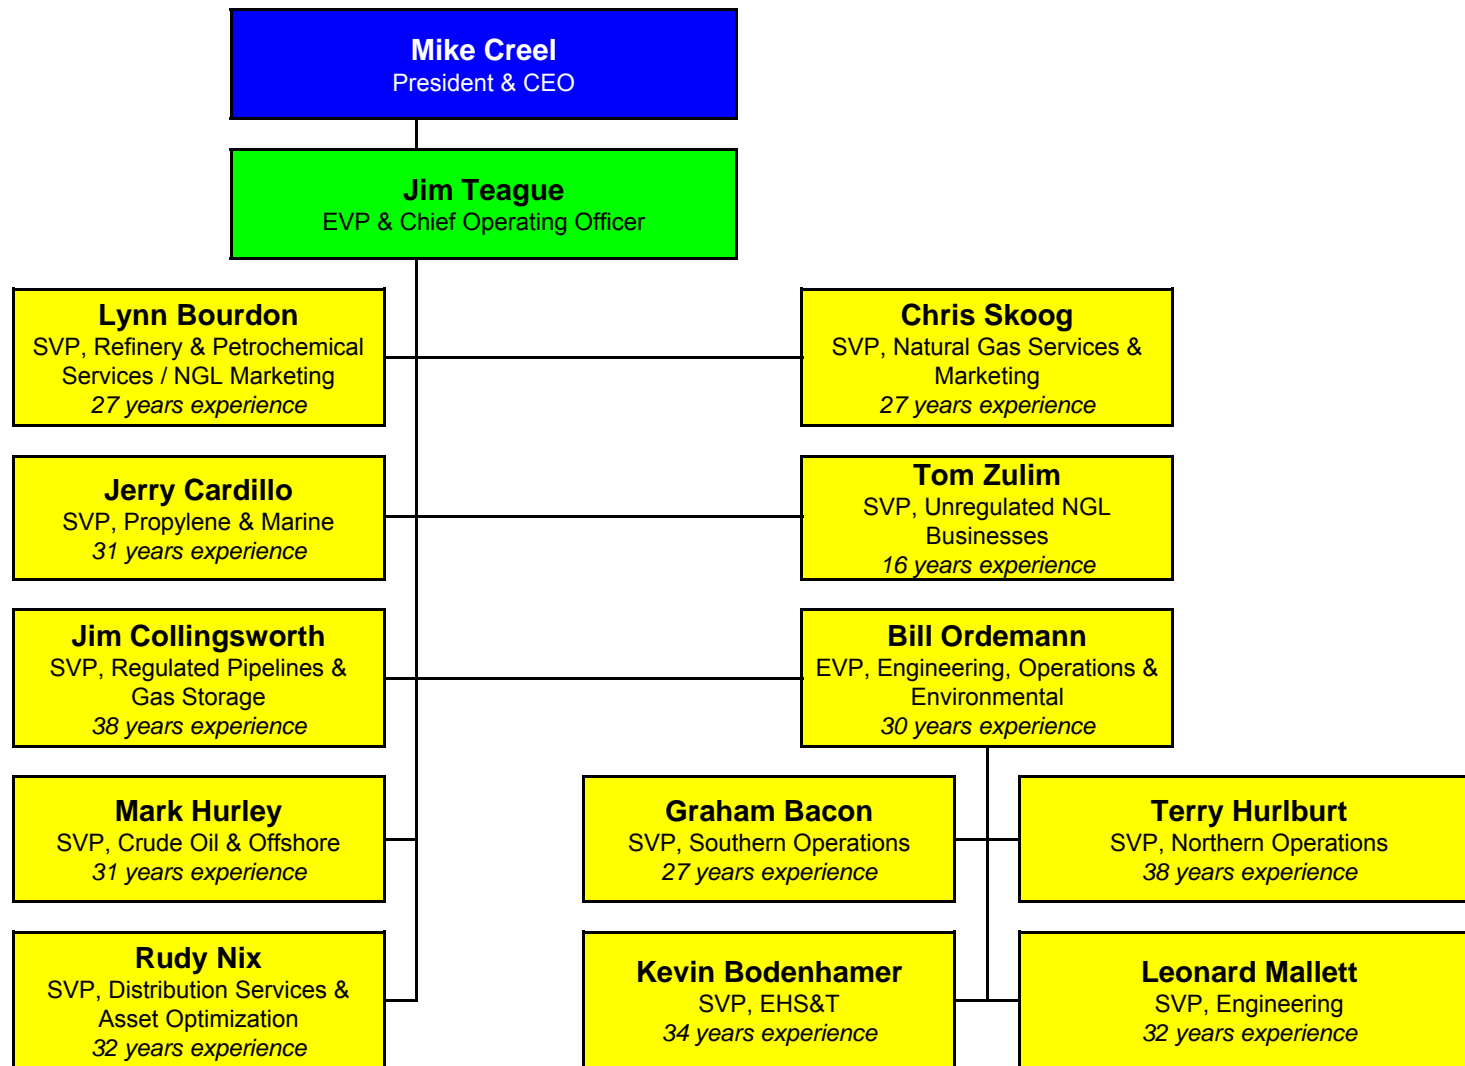 Mike Creel
President & CEO
Jim Teague
EVP & Chief Operating Officer
Lynn Bourdon
SVP, Refinery & Petrochemical
Services / NGL Marketing
27 years experience
Chris Skoog
SVP, Natural Gas Services &
Marketing
27 years experience
Jerry Cardillo
SVP, Propylene & Marine
31 years experience
Tom Zulim
SVP, Unregulated NGL
Businesses
16 years experience
Jim Collingsworth
SVP, Regulated Pipelines &
Gas Storage
38 years experience
Bill Ordemann
EVP, Engineering, Operations &
Environmental
30 years experience
Mark Hurley
SVP, Crude Oil & Offshore
31 years experience
Graham Bacon
SVP, Southern Operations
27 years experience
Terry Hurlburt
SVP, Northern Operations
38 years experience
Rudy Nix
SVP, Distribution Services &
Asset Optimization
32 years experience
Kevin Bodenhamer
SVP, EHS&T
34 years experience
Leonard Mallett
SVP, Engineering
32 years experience